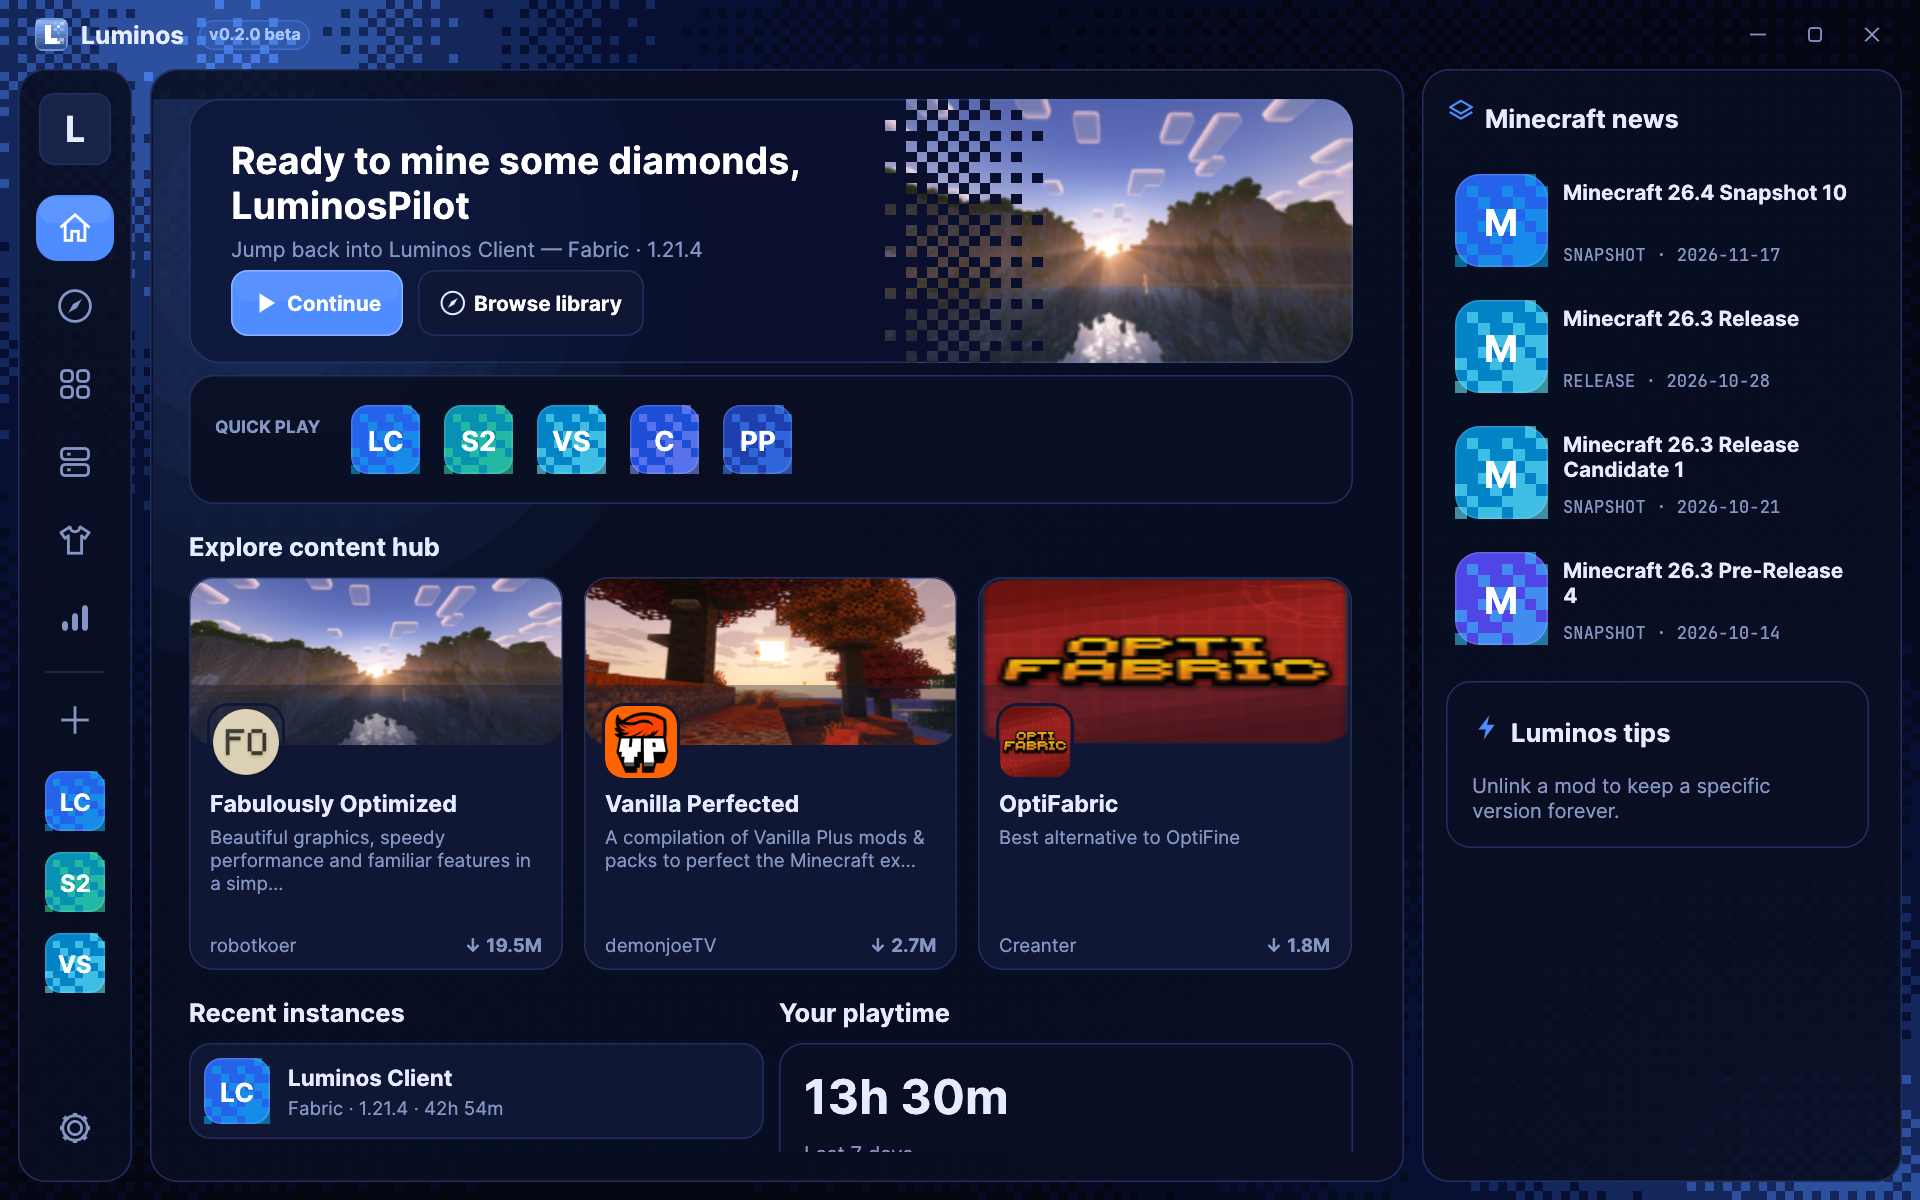 Luminos v0.2.0 beta
L
Ready to mine some diamonds,
LuminosPilot
Jump back into Luminos Client — Fabric · 1.21.4
Continue
Browse library
QUICK PLAY
LC
S2
VS
C
PP
Explore content hub
FO
Fabulously Optimized
Beautiful graphics, speedy
performance and familiar features in
a simp...
robotkoer
19.5M
VP
Vanilla Perfected
A compilation of Vanilla Plus mods &
packs to perfect the Minecraft ex...
demonjoeTV
2.7M
OPTI
FABRIC
OPTI
FABRIC
OptiFabric
Best alternative to OptiFine
Creanter
1.8M
Recent instances
LC
Luminos Client
Fabric · 1.21.4 · 42h 54m
Your playtime
13h 30m
Last 7 days
LC
S2
VS
Minecraft news
M
Minecraft 26.4 Snapshot 10
SNAPSHOT · 2026-11-17
M
Minecraft 26.3 Release
RELEASE · 2026-10-28
M
Minecraft 26.3 Release
Candidate 1
SNAPSHOT · 2026-10-21
M
Minecraft 26.3 Pre-Release
4
SNAPSHOT · 2026-10-14
Luminos tips
Unlink a mod to keep a specific
version forever.